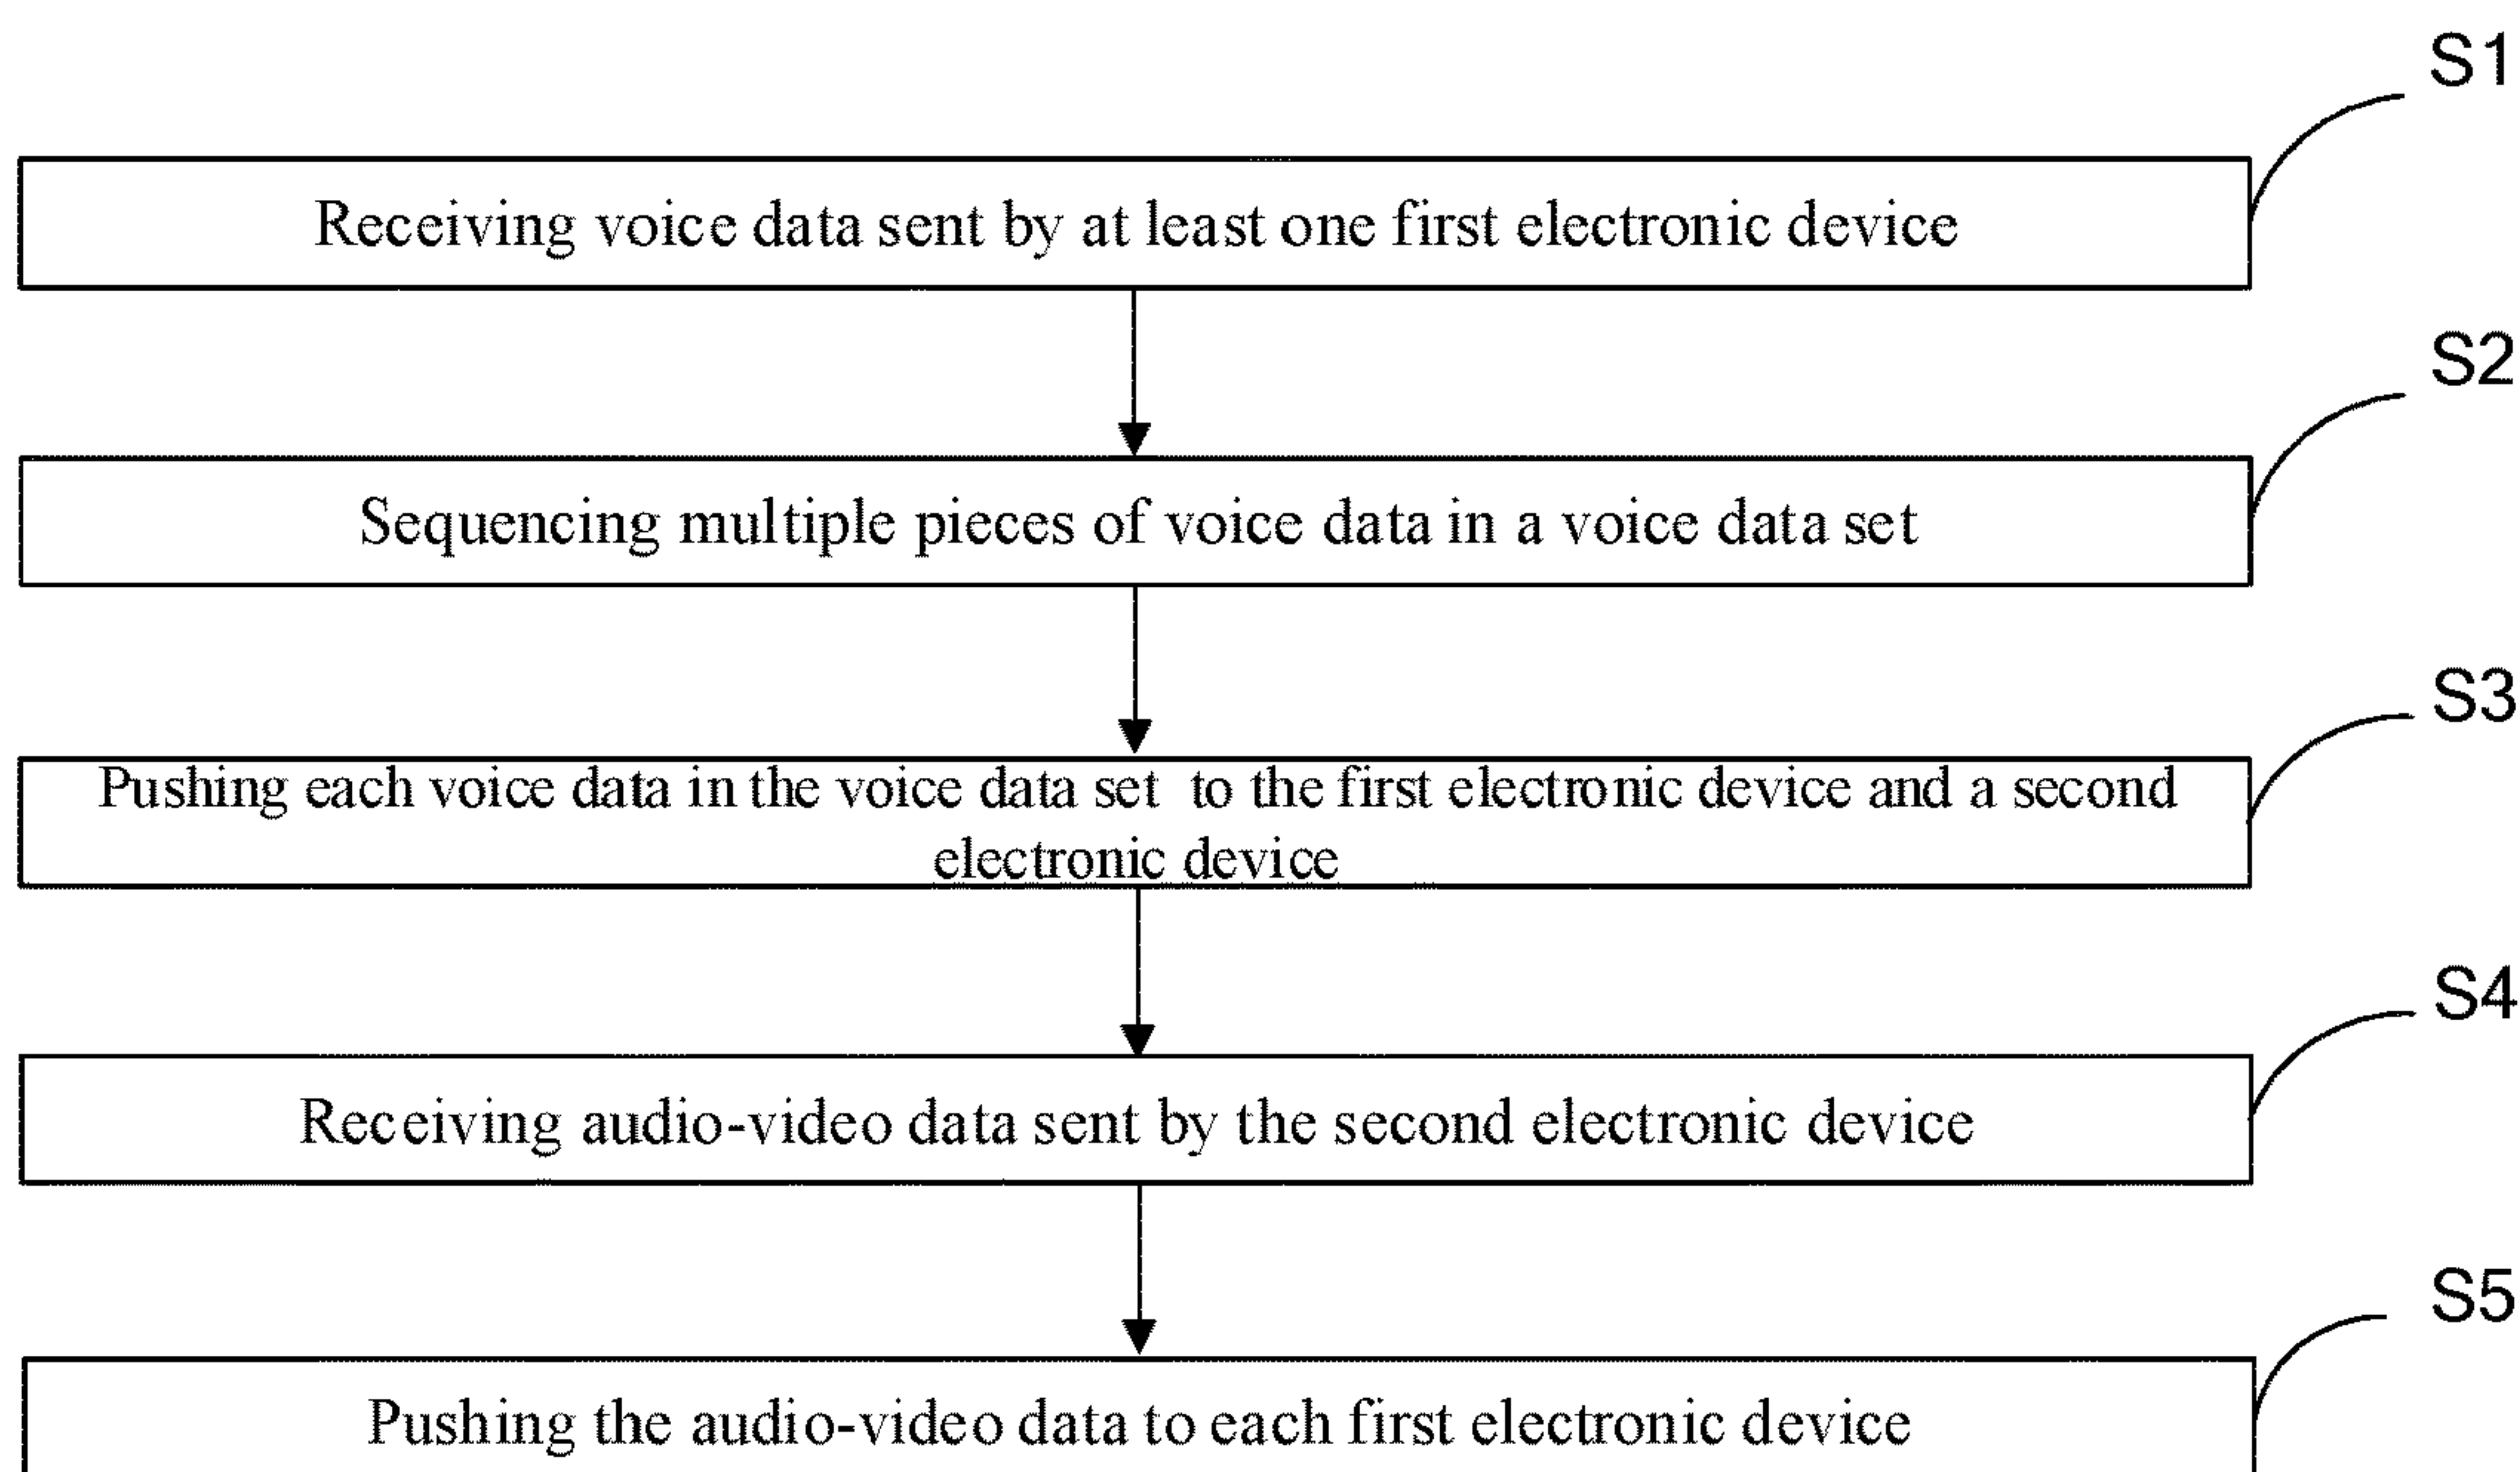 S1
Receiving voice data sent by at least one first electronic device
S2
Sequencing multiple pieces of voice data in a voice data set
S3
Pushing each voice data in the voice data set to the first electronic device and a second
electronic device
S4
Receiving audio-video data sent by the second electronic device
S5
Pushing the audio-video data to each first electronic device